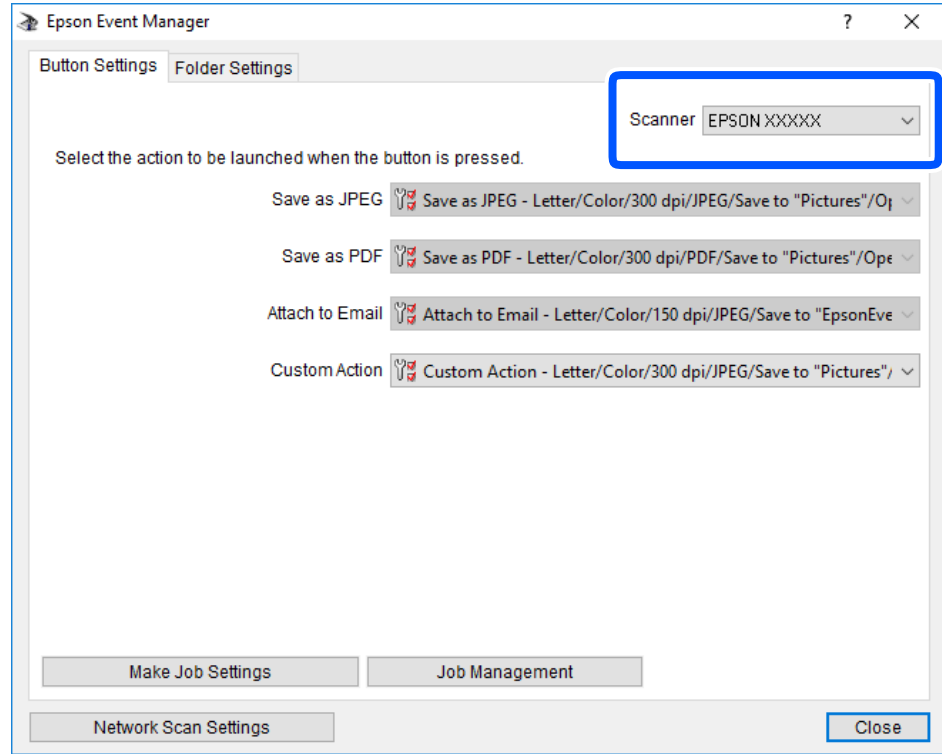 Epson Event Manager
Button Settings Folder Settings
Scanner EPSON XXXXX
Select the action to be launched when the button is pressed.
Save as JPEG Save as JPEG - Letter/Color/300 dpi/JPEG/Save to "Pictures"/Op
Save as PDF Save as PDF - Letter/Color/300 dpi/PDF/Save to "Pictures"/Ope
Attach to Email Attach to Email - Letter/Color/150 dpi/JPEG/Save to "EpsonEve
Custom Action Custom Action - Letter/Color/300 dpi/JPEG/Save to "Pictures"/
Make Job Settings Job Management
Network Scan Settings Close